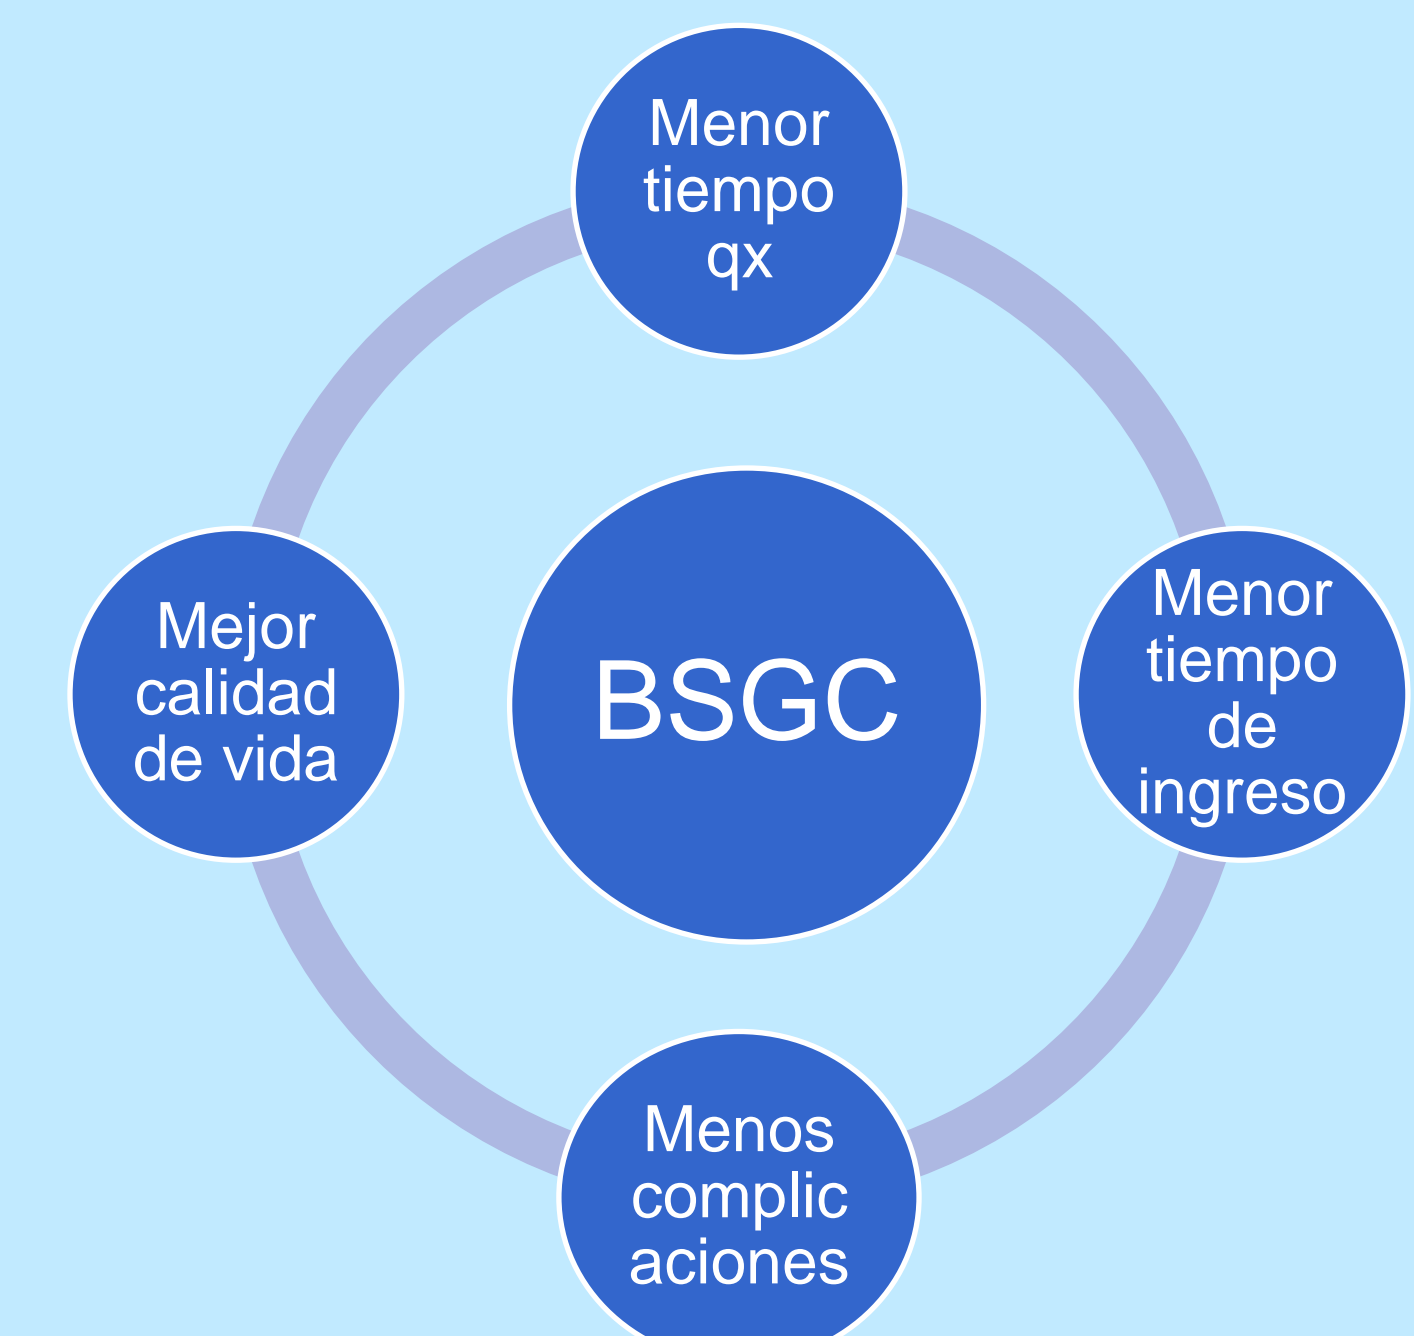 Menor
tiempo
qx
Mejor
calidad
de vida
BSGC
Menor
tiempo
de
ingreso
Menos
complic
aciones